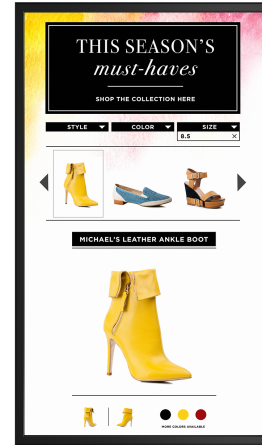 THIS SEASON'S
must-haves
SHOP THE COLLECTION HERE
STYLE COLOR SIZE
8.5 ×
MICHAEL'S LEATHER ANKLE BOOT
MORE COLORS AVAILABLE